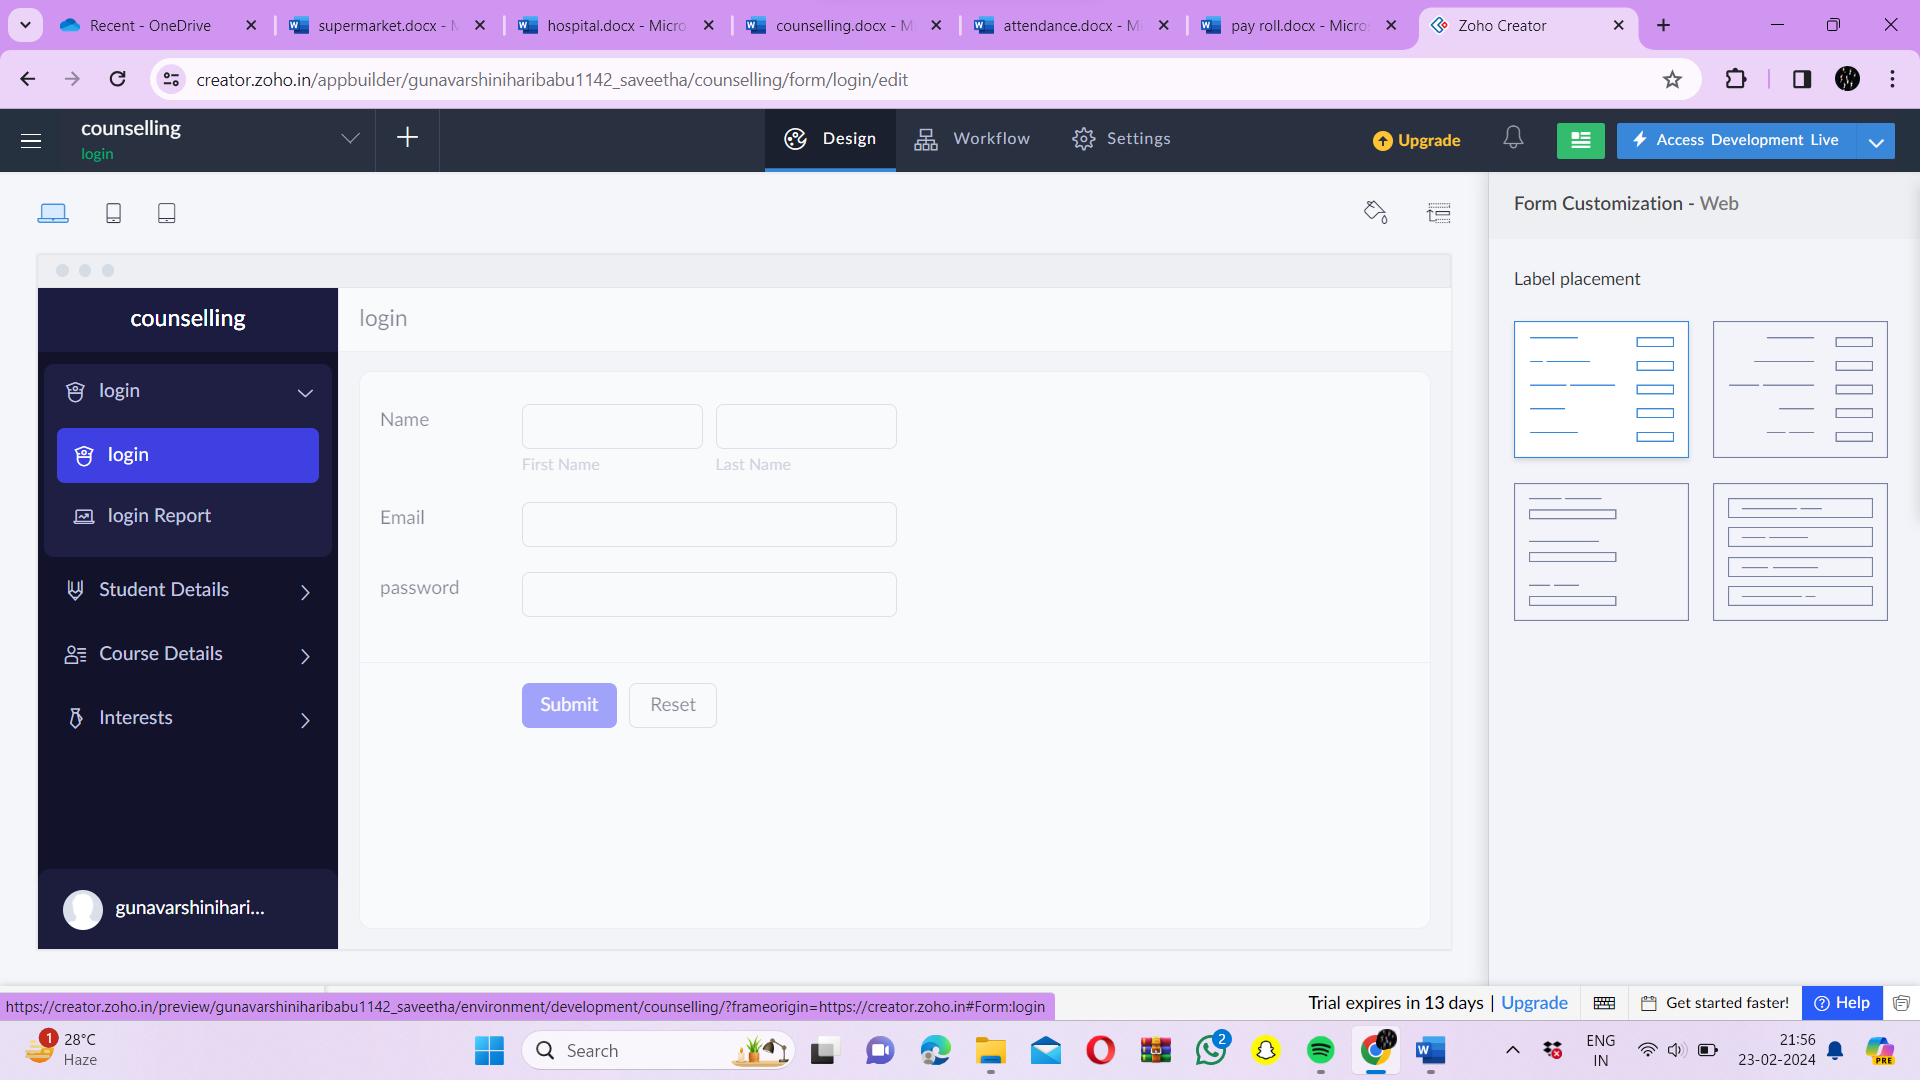 Recent - OneDrive
supermarket.docx - M
hospital.docx - Micro
counselling.docx - M
attendance.docx - Mi
pay roll.docx - Micros
Zoho Creator
creator.zoho.in/appbuilder/gunavarshiniharibabu1142_saveetha/counselling/form/login/edit
counselling
login
Design
Workflow
Settings
Upgrade
Access Development Live
Form Customization - Web
Label placement
counselling
login
login
login Report
Student Details
Course Details
Interests
gunavarshinihari...
login
Name
First Name
Last Name
Email
password
Submit
Reset
https://creator.zoho.in/preview/gunavarshiniharibabu1142_saveetha/environment/development/counselling/?frameorigin=https://creator.zoho.in#Form:login
Trial expires in 13 days | Upgrade
Get started faster!
Help
1
28°C
Haze
Search
2
ENG
IN
21:56
23-02-2024
PRE